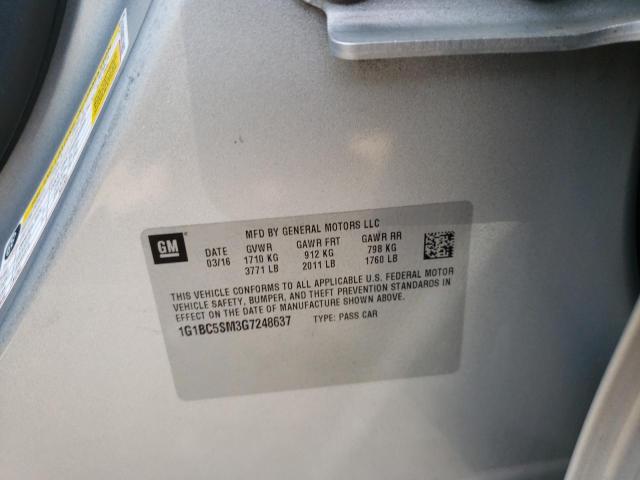 GM
MFD BY GENERAL MOTORS LLC
DATE GVWR GAWR FRT GAWR RR
03/16 1710 KG 912 KG 798 KG
3771 LB 2011 LB 1760 LB
THIS VEHICLE CONFORMS TO ALL APPLICABLE U.S. FEDERAL MOTOR
VEHICLE SAFETY, BUMPER, AND THEFT PREVENTION STANDARDS IN
EFFECT ON THE DATE OF MANUFACTURE SHOWN ABOVE.
1G1BC5SM3G7248637 TYPE: PASS CAR